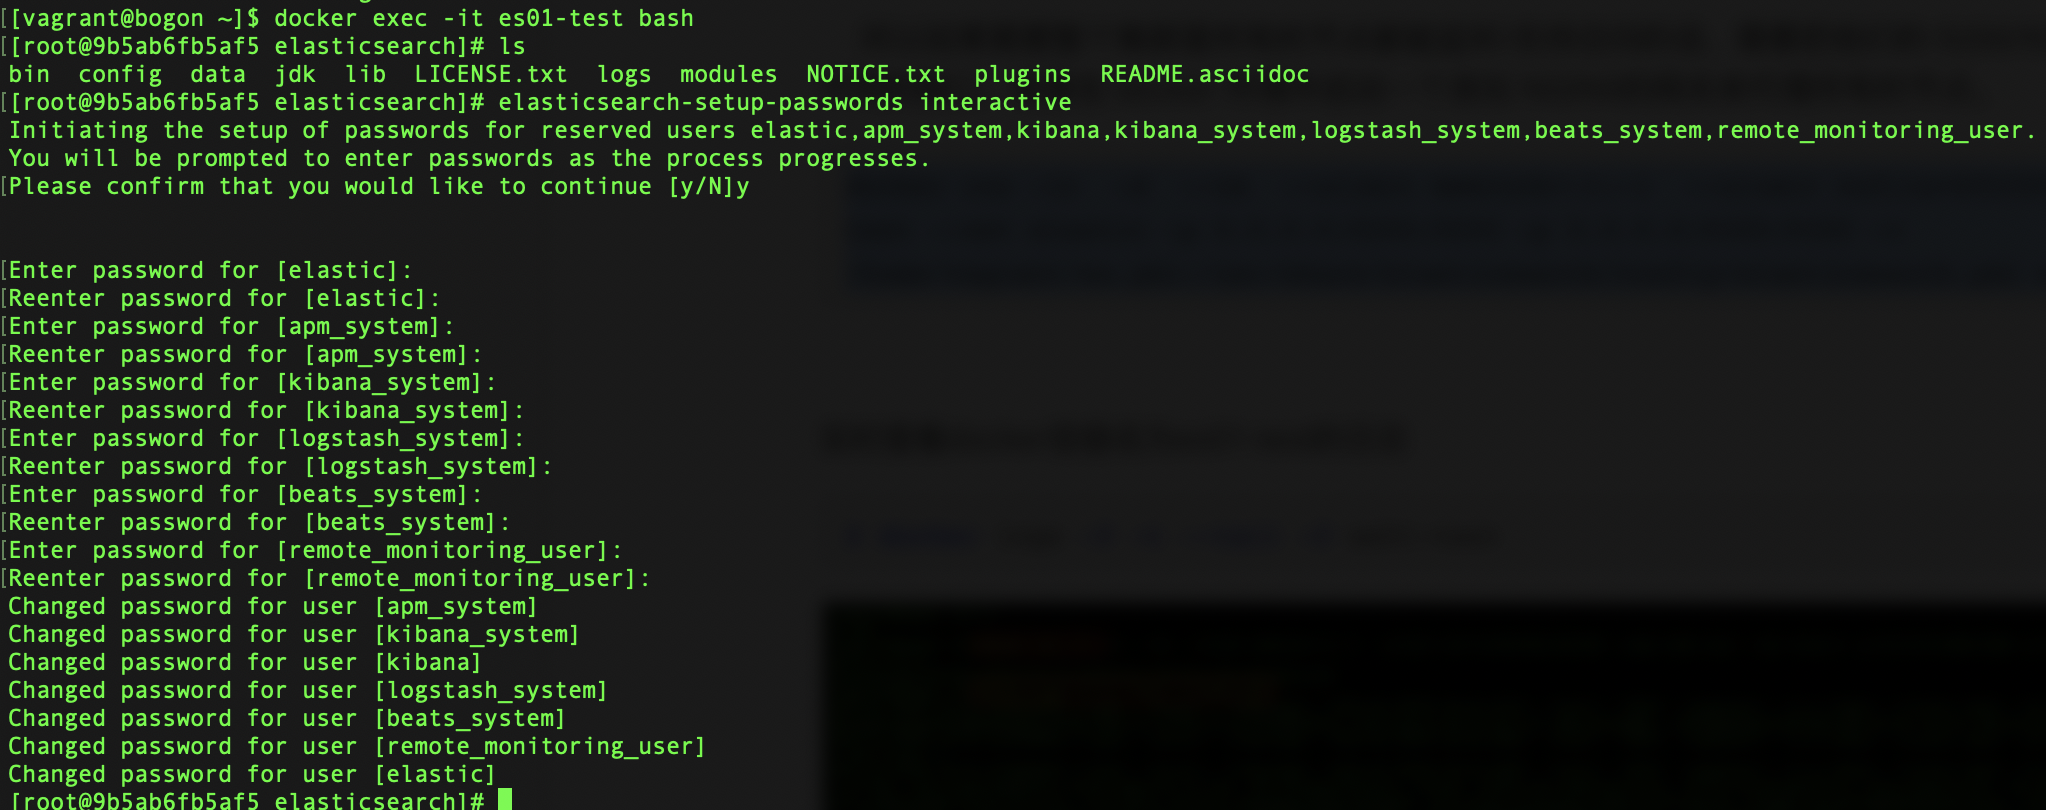 [[vagrant@bogon ~]$ docker exec -it es01-test bash
[[root@9b5ab6fb5af5 elasticsearch]# ls
bin  config  data  jdk  lib  LICENSE.txt  logs  modules  NOTICE.txt  plugins  README.asciidoc
[[root@9b5ab6fb5af5 elasticsearch]# elasticsearch-setup-passwords interactive
Initiating the setup of passwords for reserved users elastic,apm_system,kibana,kibana_system,logstash_system,beats_system,remote_monitoring_user.
You will be prompted to enter passwords as the process progresses.
[Please confirm that you would like to continue [y/N]y
[Enter password for [elastic]:
[Reenter password for [elastic]:
[Enter password for [apm_system]:
[Reenter password for [apm_system]:
[Enter password for [kibana_system]:
[Reenter password for [kibana_system]:
[Enter password for [logstash_system]:
[Reenter password for [logstash_system]:
[Enter password for [beats_system]:
[Reenter password for [beats_system]:
[Enter password for [remote_monitoring_user]:
[Reenter password for [remote_monitoring_user]:
Changed password for user [apm_system]
Changed password for user [kibana_system]
Changed password for user [kibana]
Changed password for user [logstash_system]
Changed password for user [beats_system]
Changed password for user [remote_monitoring_user]
Changed password for user [elastic]
[root@9b5ab6fb5af5 elasticsearch]#